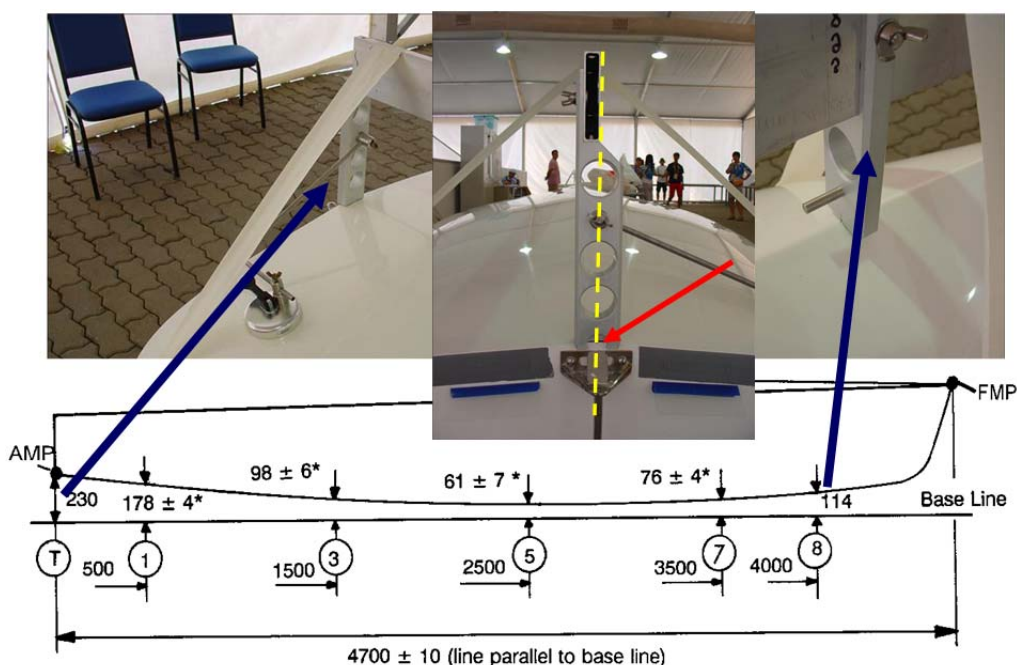 FMP
AMP
230
178 ± 4*
98 ± 6*
61 ± 7 *
76 ± 4*
114
Base Line
T
1
3
5
7
8
500
1500
2500
3500
4000
4700 ± 10 (line parallel to base line)